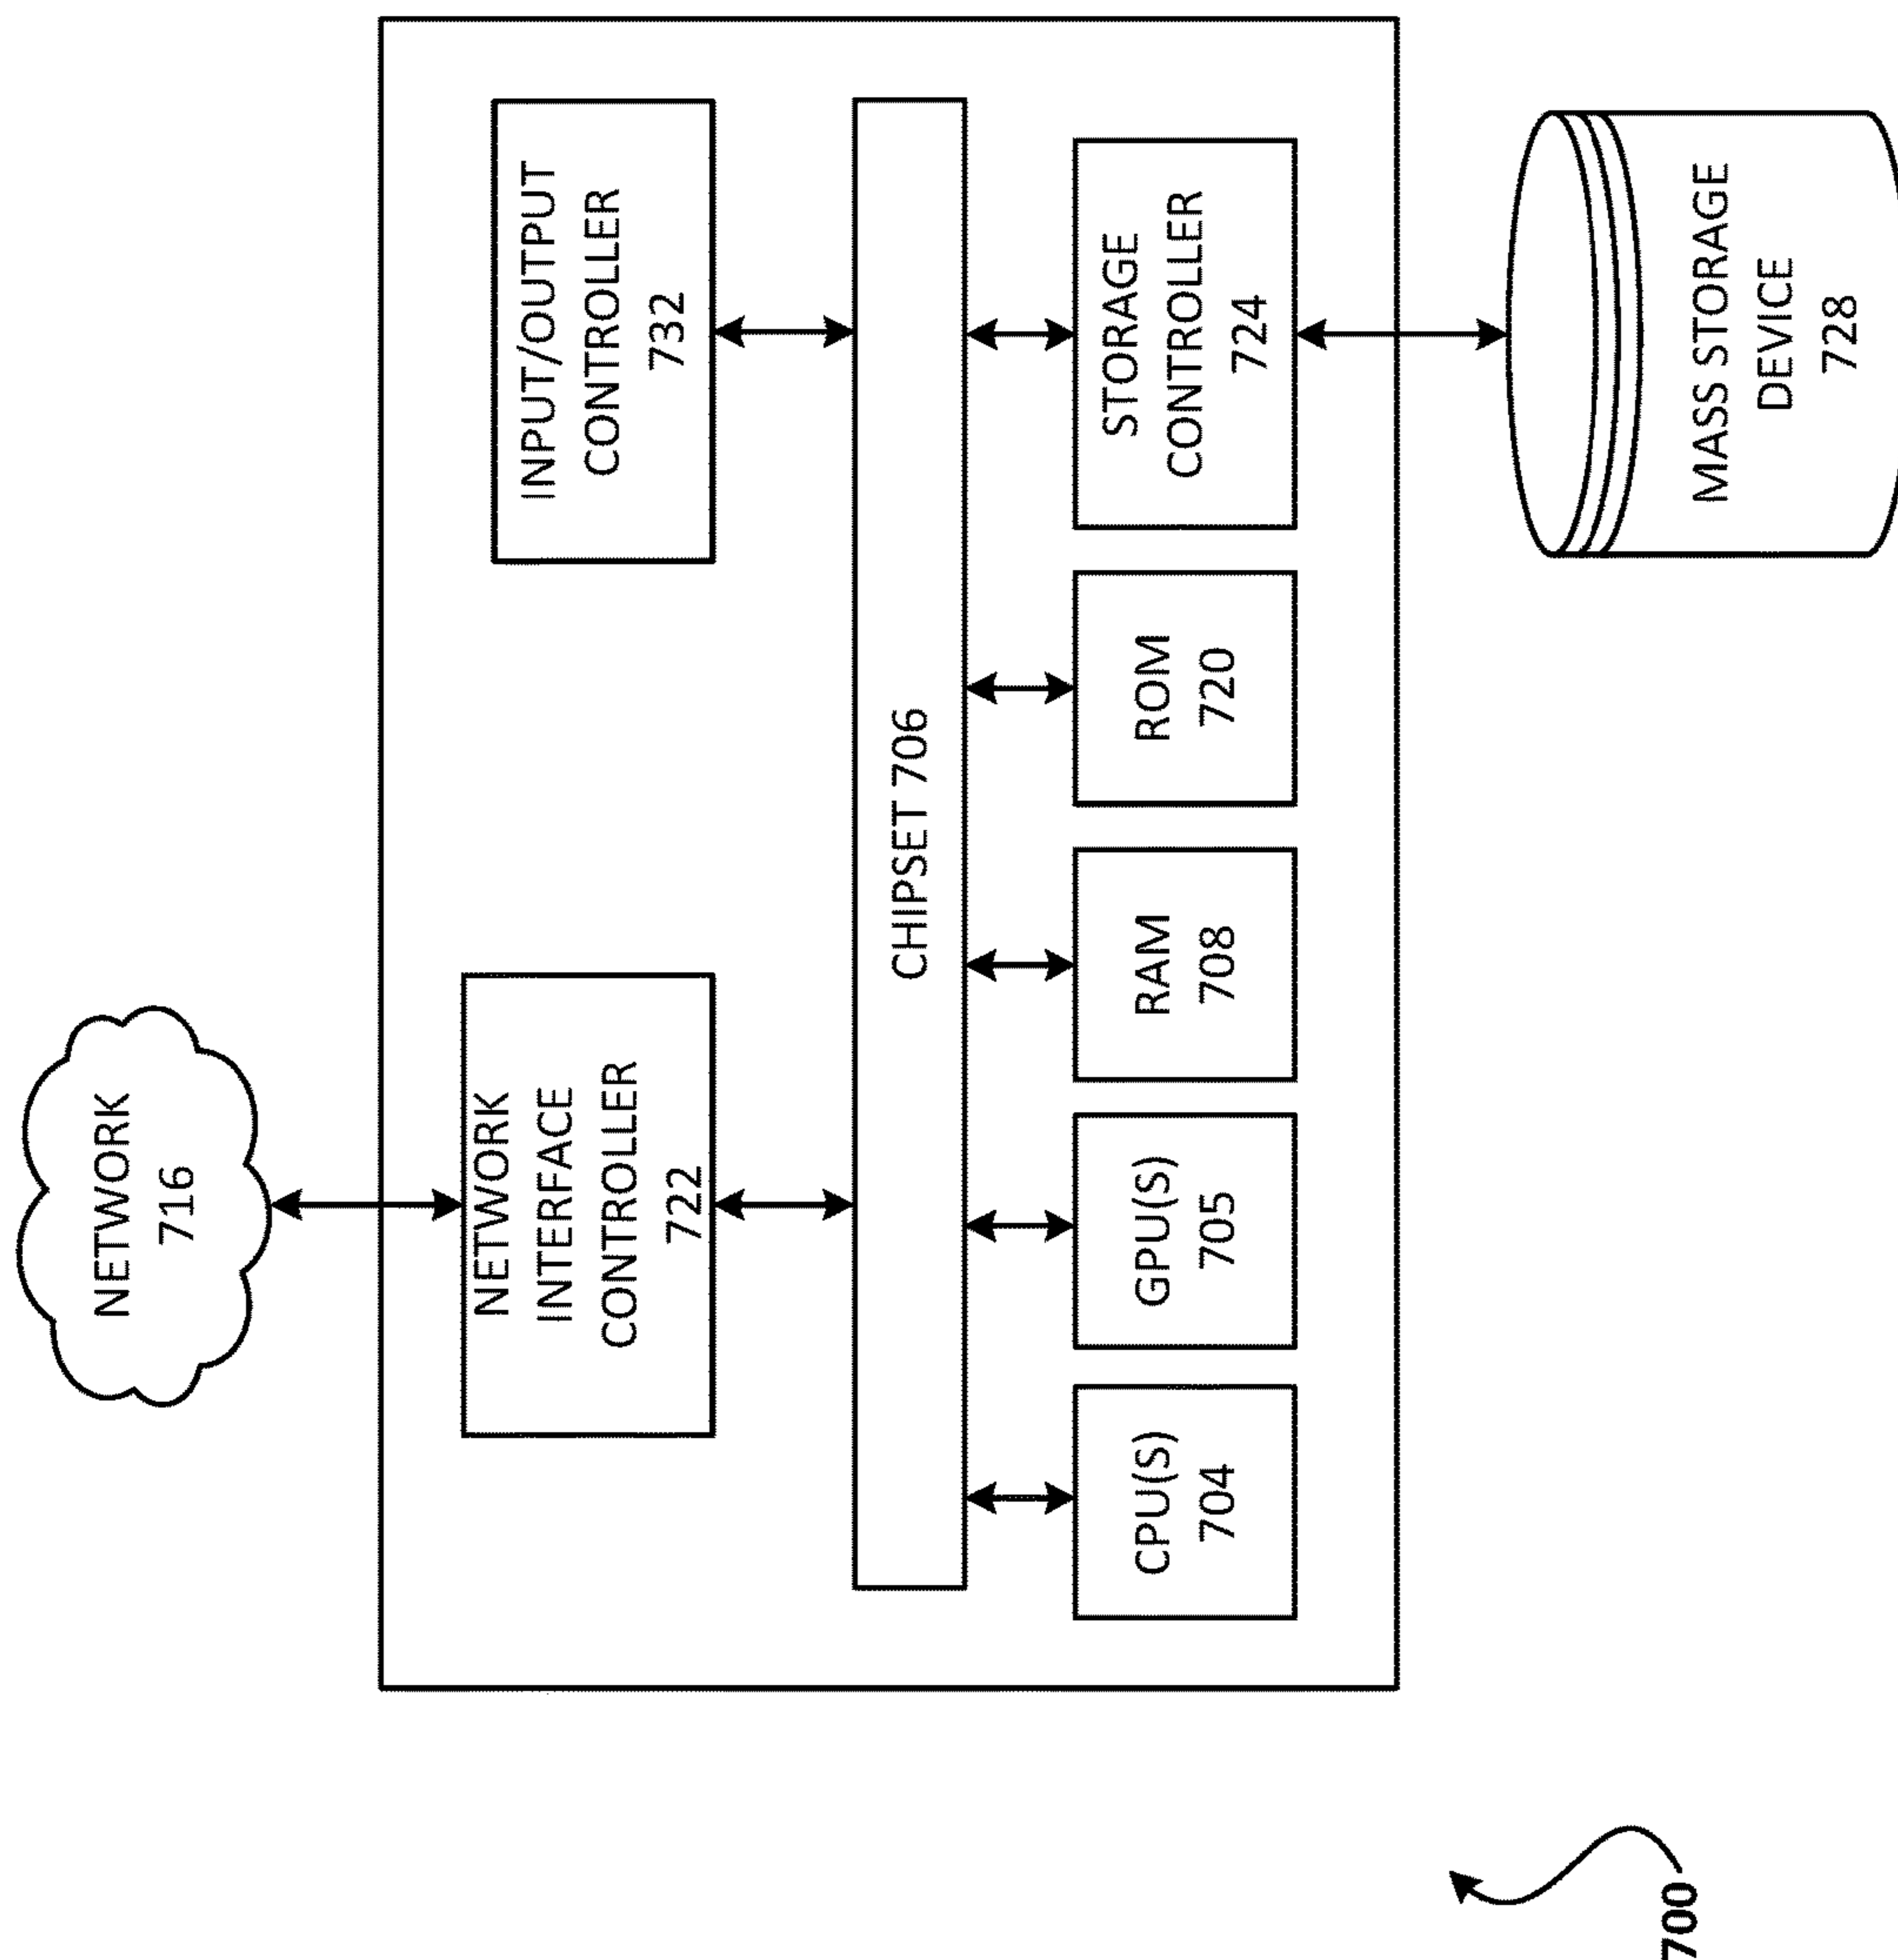 NETWORK
716
NETWORK
INTERFACE
CONTROLLER
722
INPUT/OUTPUT
CONTROLLER
732
CHIPSET 706
CPU(S)
704
GPU(S)
705
RAM
708
ROM
720
STORAGE
CONTROLLER
724
MASS STORAGE
DEVICE
728
700